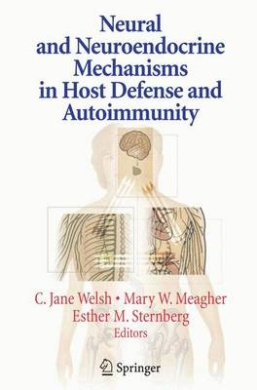 Neural
and Neuroendocrine
Mechanisms
in Host Defense and
Autoimmunity
C. Jane Welsh • Mary W. Meagher
Esther M. Sternberg
Editors
Springer